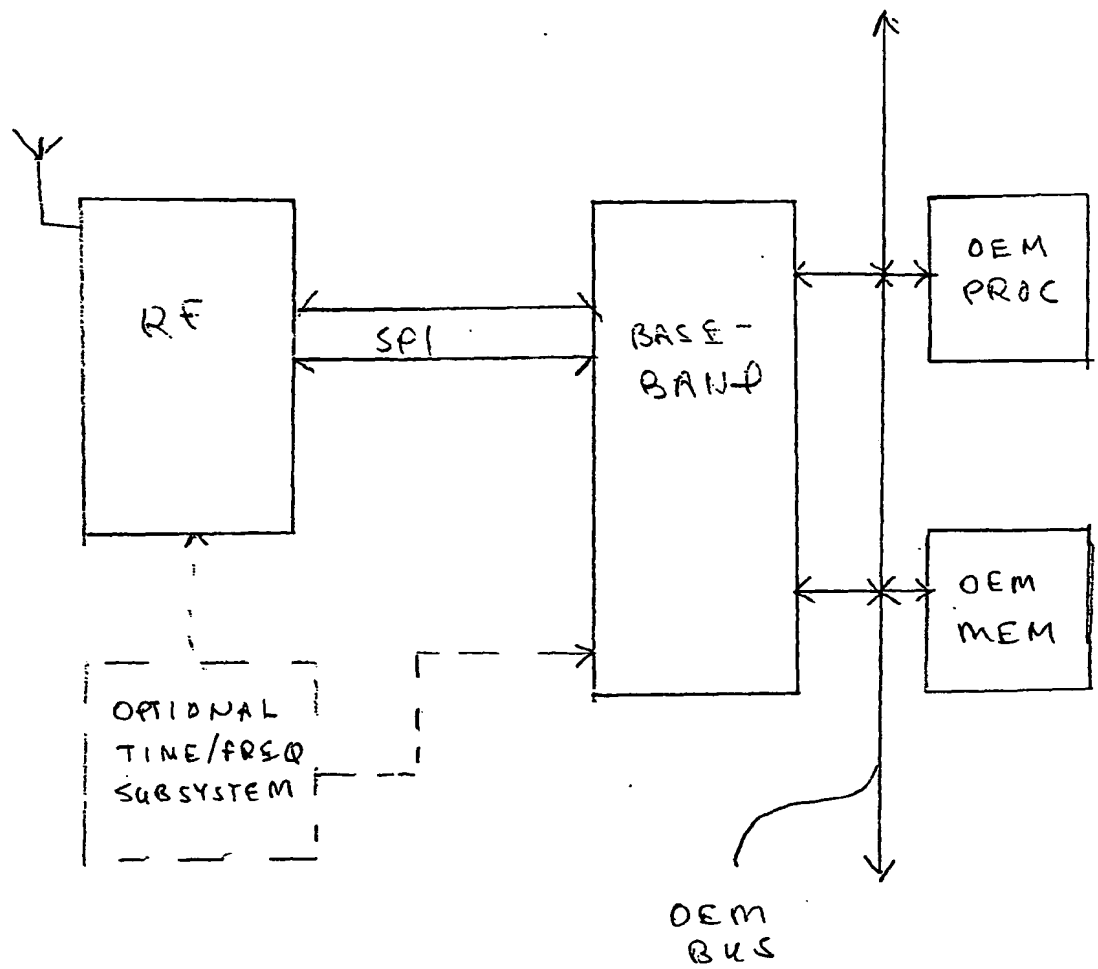 RF
SPI
BASE-
BAND
OEM
PROC
OEM
MEM
OPTIONAL
TIME/FREQ
SUBSYSTEM
OEM
BUS